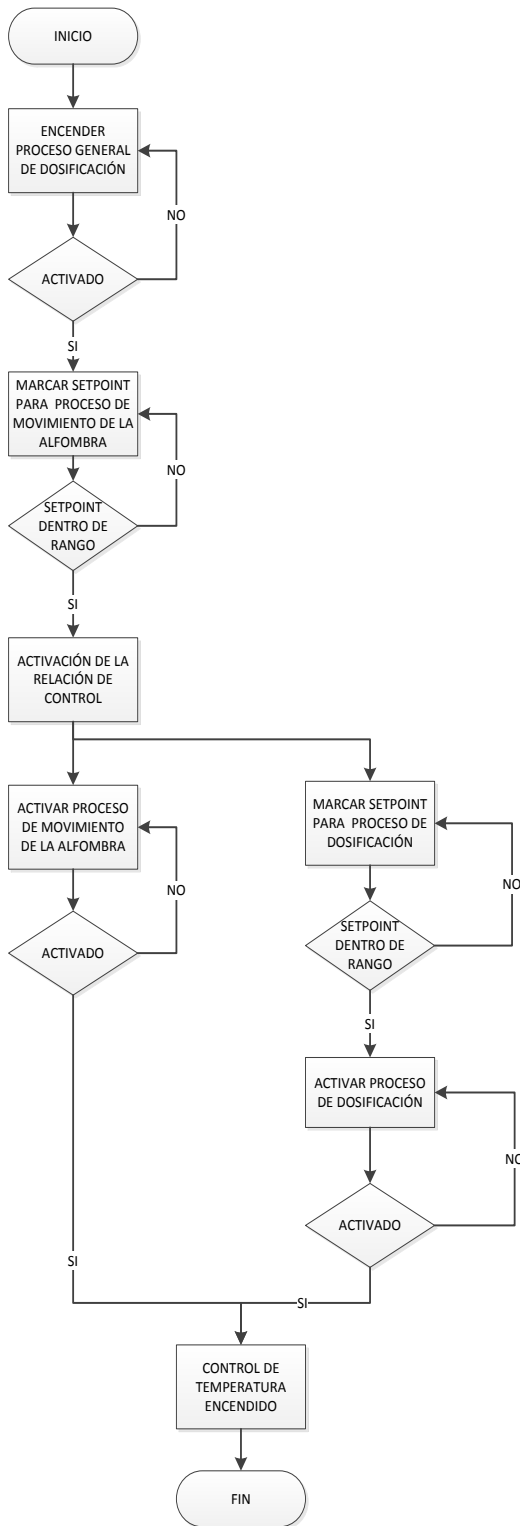 INICIO
ENCENDER
PROCESO GENERAL
DE DOSIFICACIÓN
NO
ACTIVADO
SI
MARCAR SETPOINT
PARA PROCESO DE
MOVIMIENTO DE LA
ALFOMBRA
NO
SETPOINT
DENTRO DE
RANGO
SI
ACTIVACIÓN DE LA
RELACIÓN DE
CONTROL
ACTIVAR PROCESO
DE MOVIMIENTO
DE LA ALFOMBRA
NO
ACTIVADO
SI
MARCAR SETPOINT
PARA PROCESO DE
DOSIFICACIÓN
NO
SETPOINT
DENTRO DE
RANGO
SI
ACTIVAR PROCESO
DE DOSIFICACIÓN
NO
ACTIVADO
SI
CONTROL DE
TEMPERATURA
ENCENDIDO
FIN